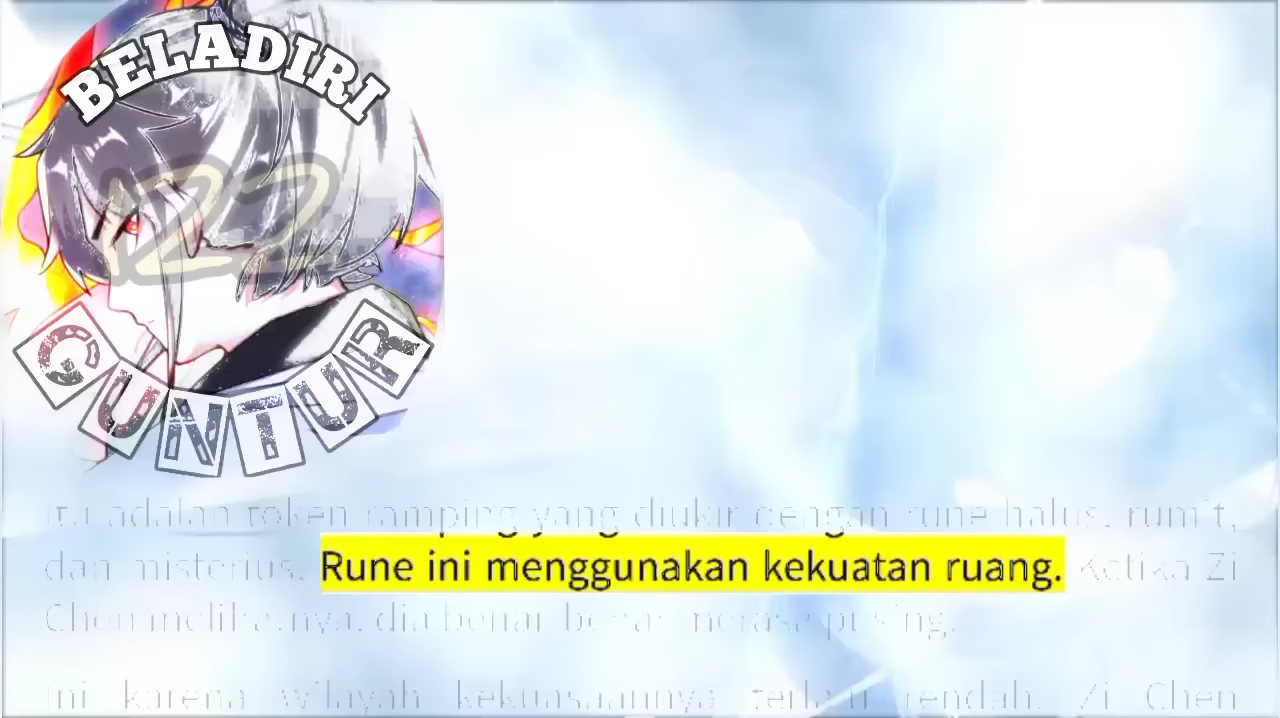 BELADIRI
22
GUNTUR
Itu adalah token ramping yang diukir dengan rune halus, rumit,
dan misterius. Rune ini menggunakan kekuatan ruang. Ketika Zi
Chen melihatnya, dia benar-benar merasa pusing.
Ini karena wilayah kekuasaannya terlalu rendah. Zi Chen